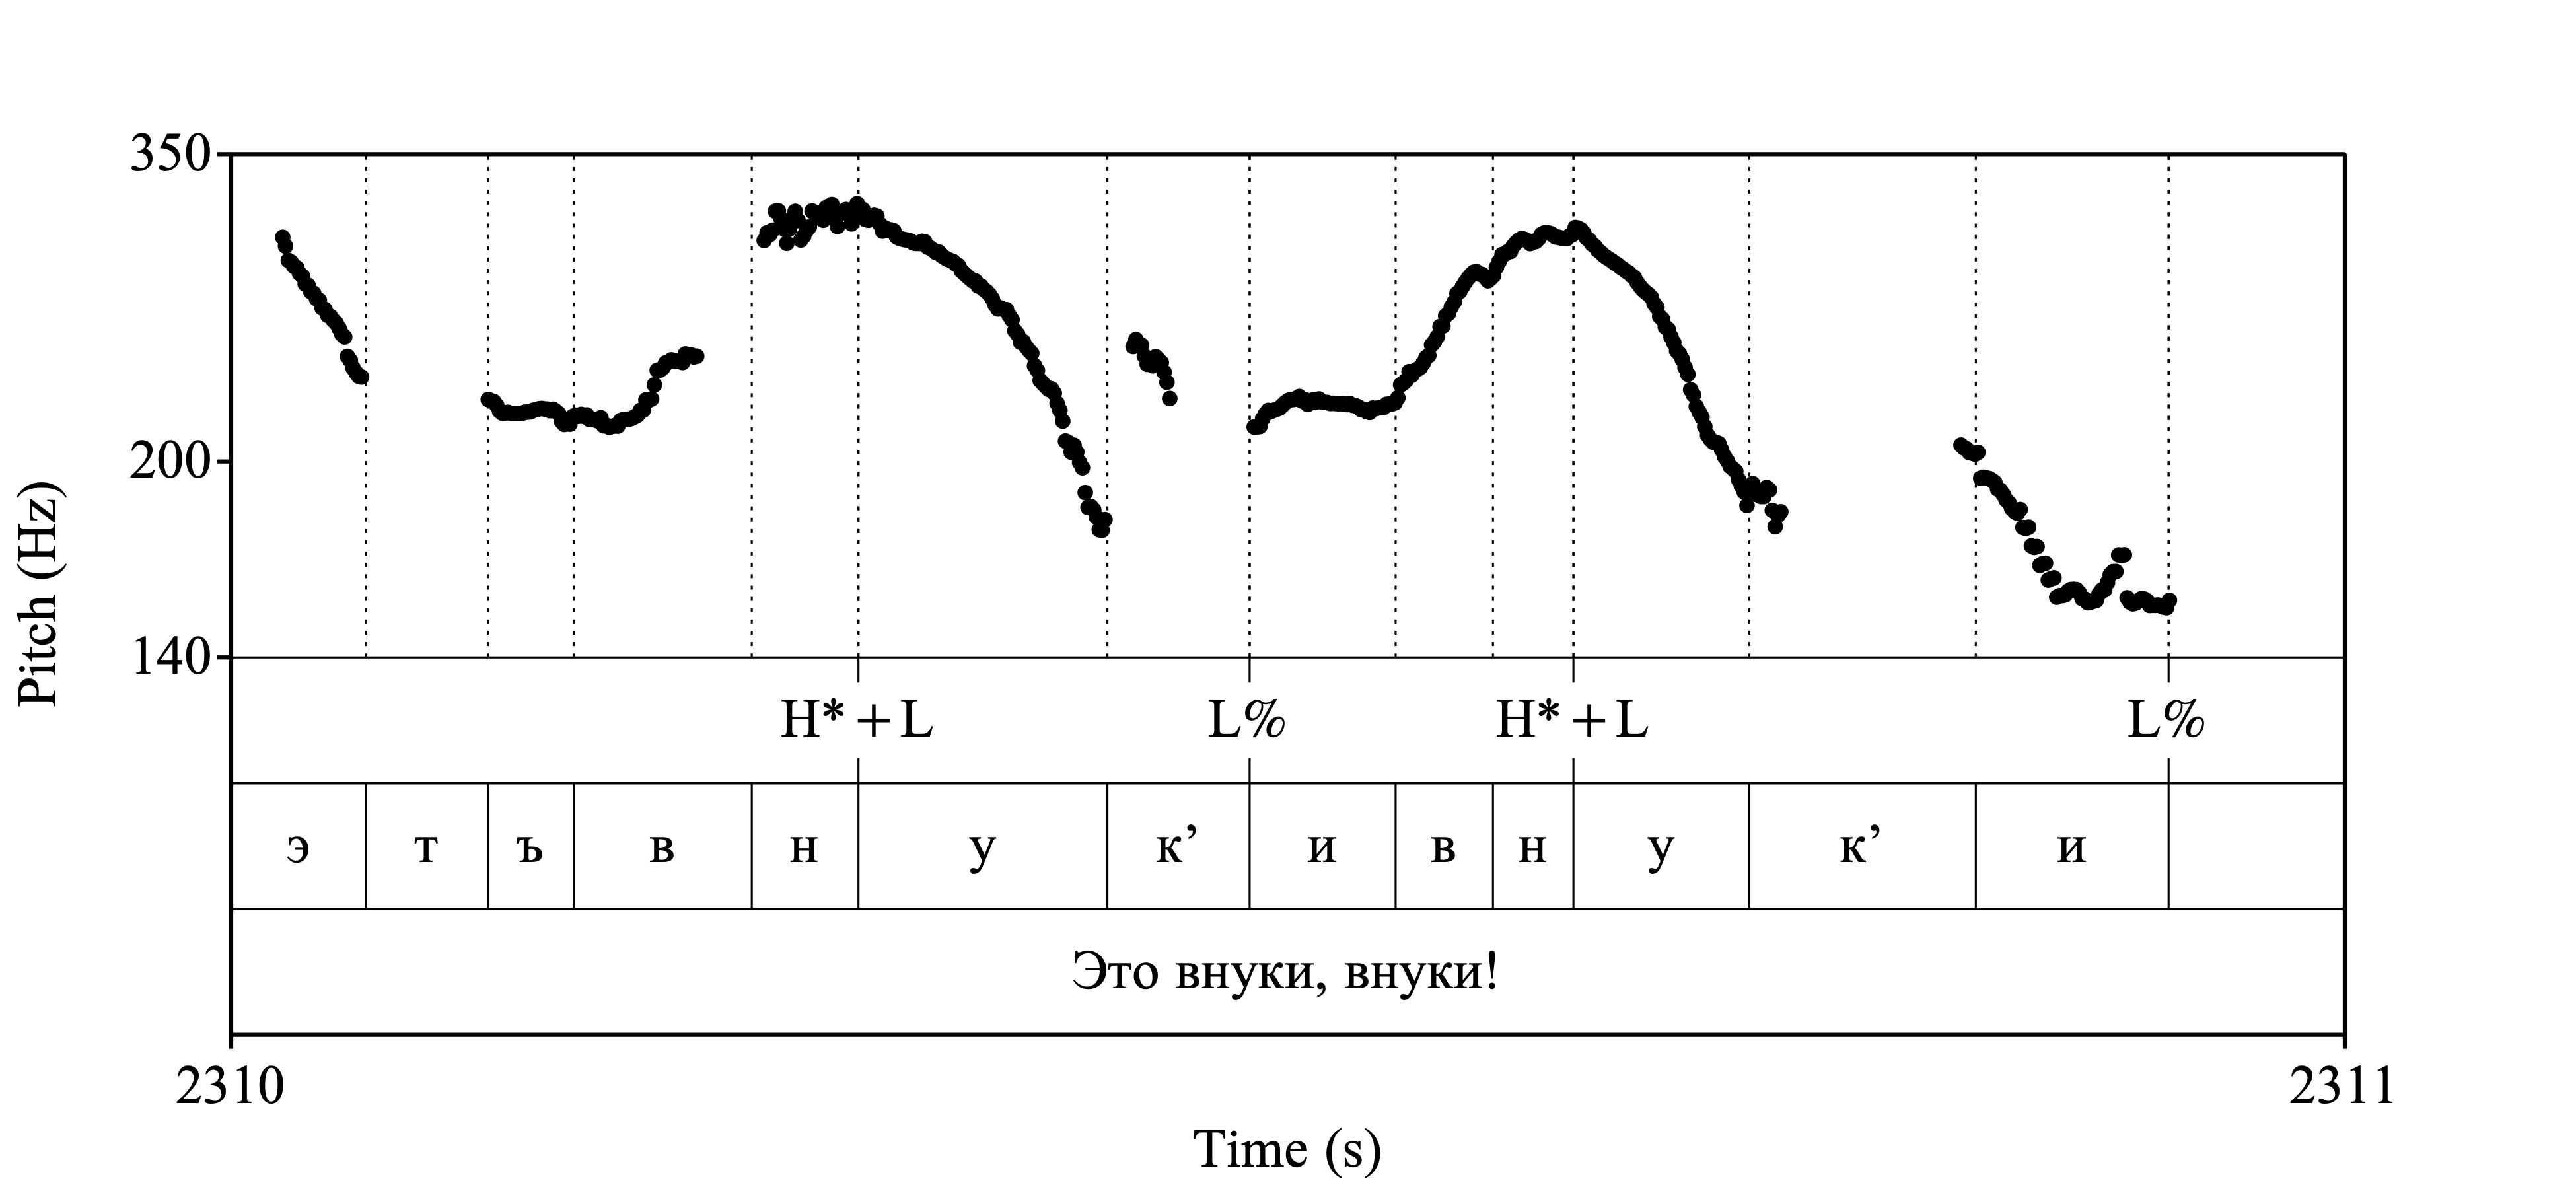 350
200
140
Pitch (Hz)
H*+L L% H*+L L%
э т ъ в н у к’ и в н у к’ и
Это внуки, внуки!
2310 2311
Time (s)